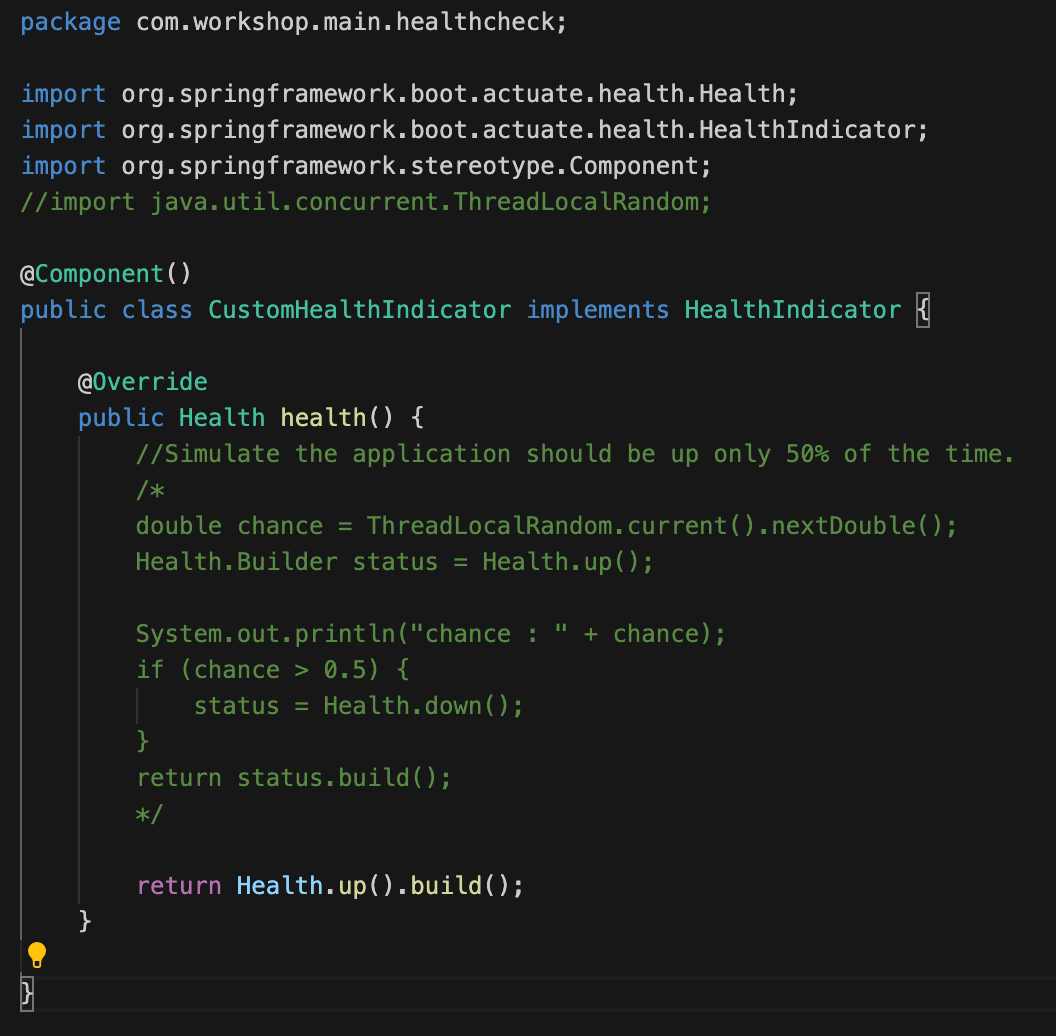 package com.workshop.main.healthcheck;
import org.springframework.boot.actuate.health.Health;
import org.springframework.boot.actuate.health.HealthIndicator;
import org.springframework.stereotype.Component;
//import java.util.concurrent.ThreadLocalRandom;
@Component()
public class CustomHealthIndicator implements HealthIndicator {
@Override
public Health health() {
//Simulate the application should be up only 50% of the time.
/*
double chance = ThreadLocalRandom.current().nextDouble();
Health.Builder status = Health.up();
System.out.println("chance : " + chance);
if (chance > 0.5) {
status = Health.down();
}
return status.build();
*/
return Health.up().build();
}
}